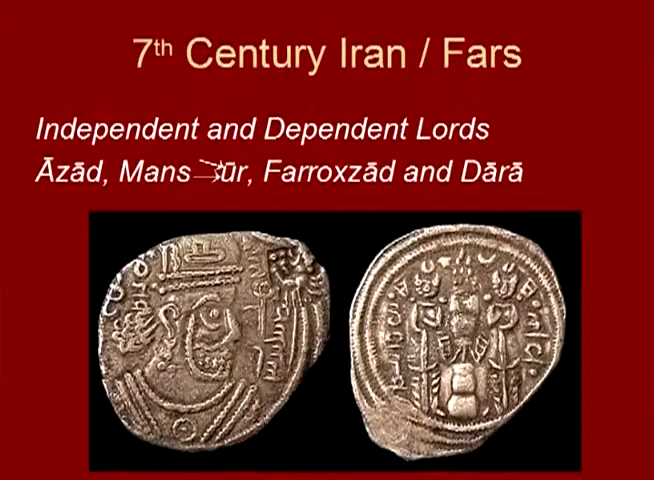 7th Century Iran / Fars
Independent and Dependent Lords
Āzād, Mans ūr, Farroxzād and Dārā